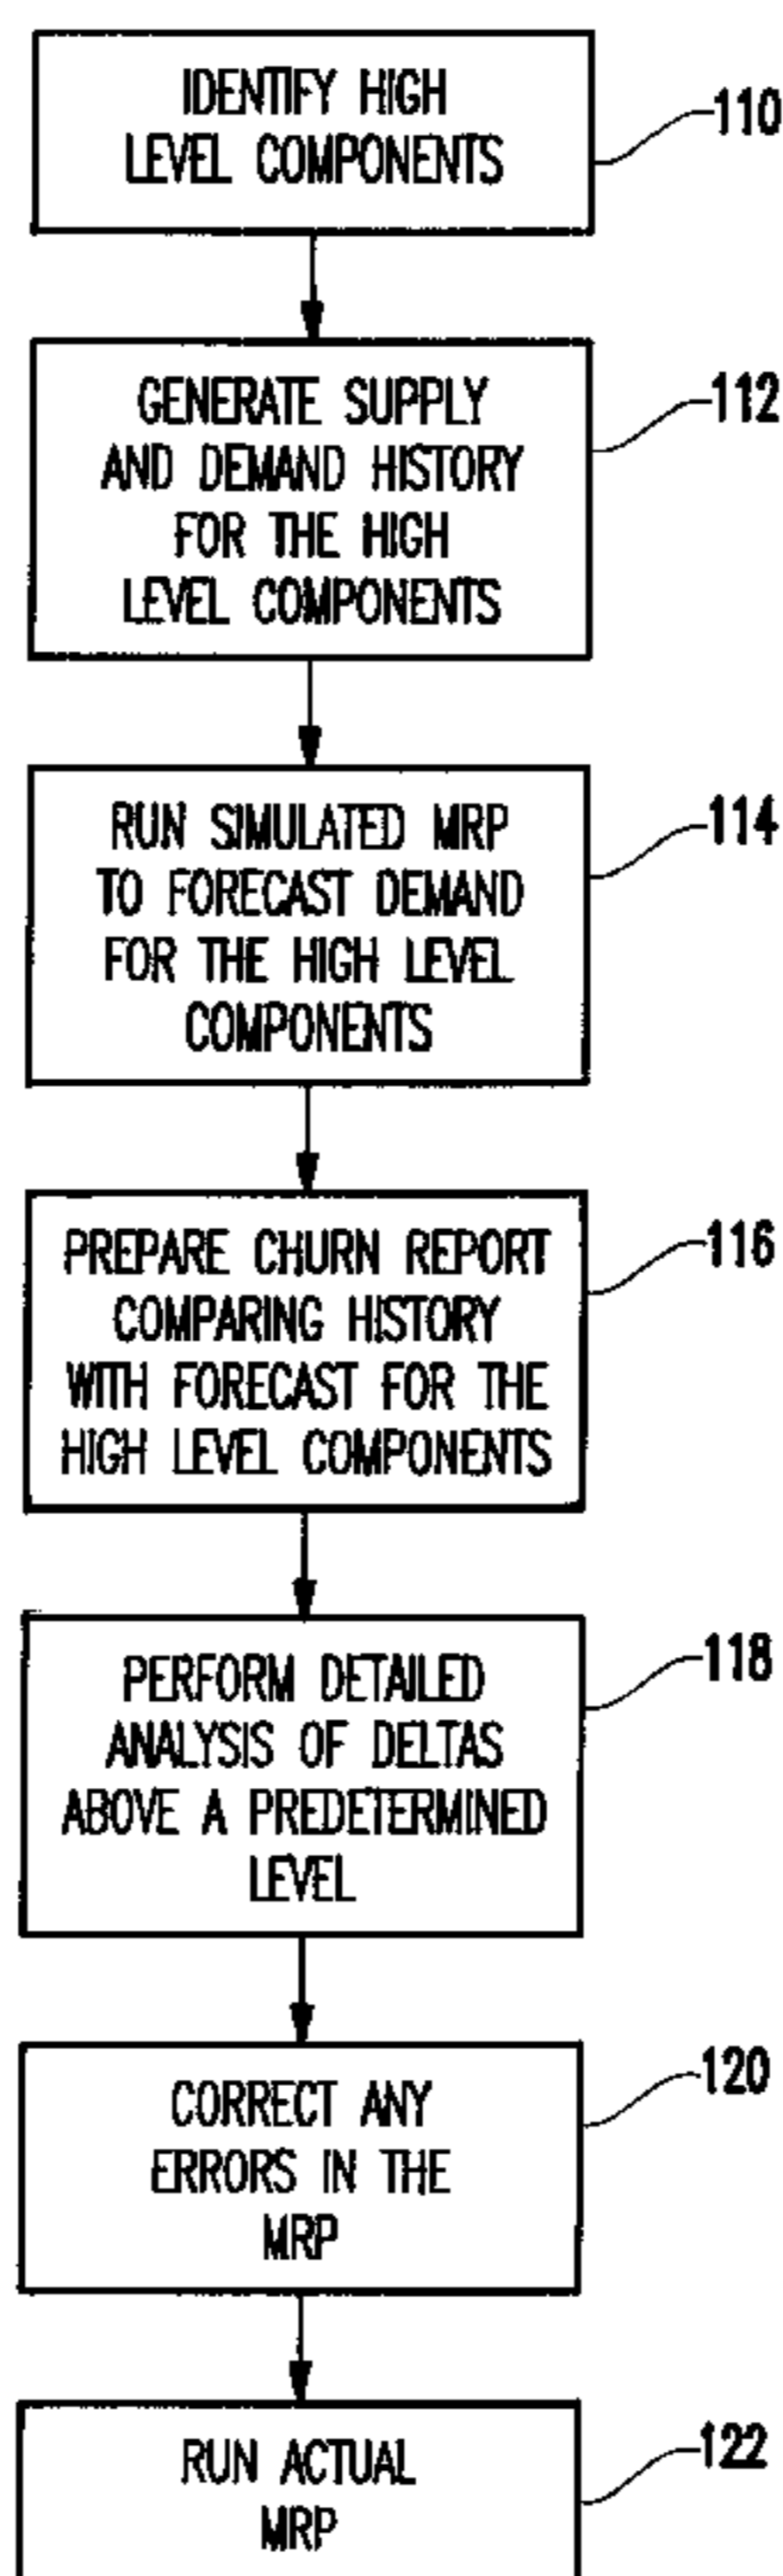 IDENTIFY HIGH
LEVEL COMPONENTS
110
GENERATE SUPPLY
AND DEMAND HISTORY
FOR THE HIGH
LEVEL COMPONENTS
112
RUN SIMULATED MRP
TO FORECAST DEMAND
FOR THE HIGH LEVEL
COMPONENTS
114
PREPARE CHURN REPORT
COMPARING HISTORY
WITH FORECAST FOR THE
HIGH LEVEL COMPONENTS
116
PERFORM DETAILED
ANALYSIS OF DELTAS
ABOVE A PREDETERMINED
LEVEL
118
CORRECT ANY
ERRORS IN THE
MRP
120
RUN ACTUAL
MRP
122